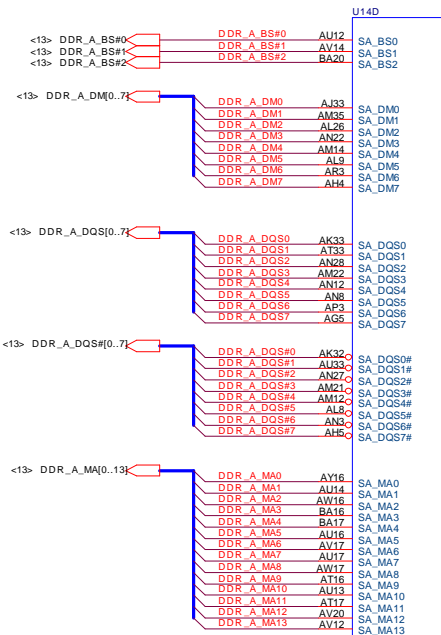 U14D
<13> DDR_A_BS#0 DDR_A_BS#0 AU12 SA_BS0
<13> DDR_A_BS#1 DDR_A_BS#1 AV14 SA_BS1
<13> DDR_A_BS#2 DDR_A_BS#2 BA20 SA_BS2
<13> DDR_A_DM[0..7]
DDR_A_DM0 AJ33 SA_DM0
DDR_A_DM1 AM35 SA_DM1
DDR_A_DM2 AL26 SA_DM2
DDR_A_DM3 AN22 SA_DM3
DDR_A_DM4 AM14 SA_DM4
DDR_A_DM5 AL9 SA_DM5
DDR_A_DM6 AR3 SA_DM6
DDR_A_DM7 AH4 SA_DM7
<13> DDR_A_DQS[0..7]
DDR_A_DQS0 AK33 SA_DQS0
DDR_A_DQS1 AT33 SA_DQS1
DDR_A_DQS2 AN28 SA_DQS2
DDR_A_DQS3 AM22 SA_DQS3
DDR_A_DQS4 AN12 SA_DQS4
DDR_A_DQS5 AN8 SA_DQS5
DDR_A_DQS6 AP3 SA_DQS6
DDR_A_DQS7 AG5 SA_DQS7
<13> DDR_A_DQS#[0..7]
DDR_A_DQS#0 AK32 SA_DQS0#
DDR_A_DQS#1 AU33 SA_DQS1#
DDR_A_DQS#2 AN27 SA_DQS2#
DDR_A_DQS#3 AM21 SA_DQS3#
DDR_A_DQS#4 AM12 SA_DQS4#
DDR_A_DQS#5 AL8 SA_DQS5#
DDR_A_DQS#6 AN3 SA_DQS6#
DDR_A_DQS#7 AH5 SA_DQS7#
<13> DDR_A_MA[0..13]
DDR_A_MA0 AY16 SA_MA0
DDR_A_MA1 AU14 SA_MA1
DDR_A_MA2 AW16 SA_MA2
DDR_A_MA3 BA16 SA_MA3
DDR_A_MA4 BA17 SA_MA4
DDR_A_MA5 AU16 SA_MA5
DDR_A_MA6 AV17 SA_MA6
DDR_A_MA7 AU17 SA_MA7
DDR_A_MA8 AW17 SA_MA8
DDR_A_MA9 AT16 SA_MA9
DDR_A_MA10 AU13 SA_MA10
DDR_A_MA11 AT17 SA_MA11
DDR_A_MA12 AV20 SA_MA12
DDR_A_MA13 AV12 SA_MA13